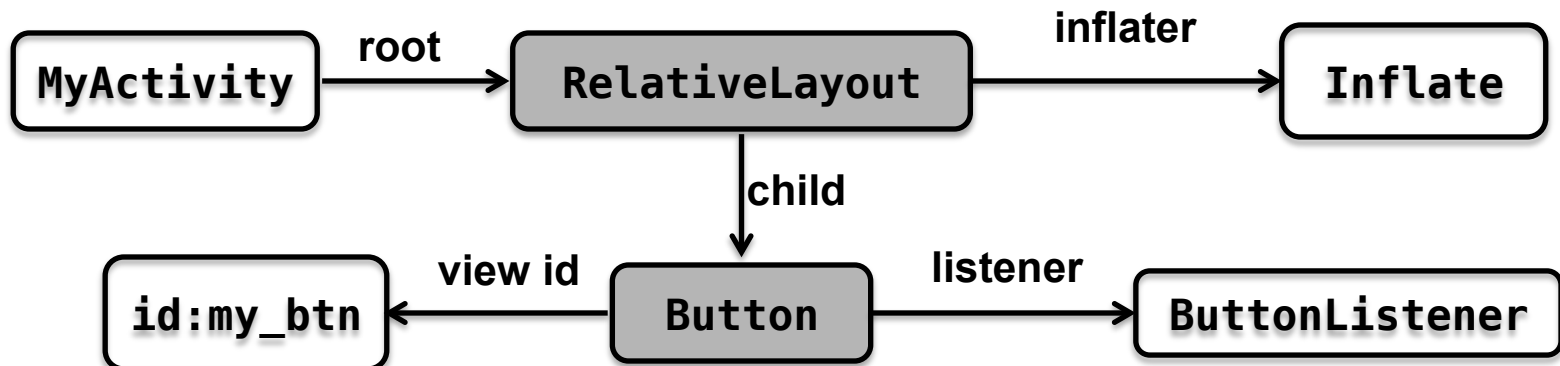 root
inflater
MyActivity
RelativeLayout
Inflate
child
view id
listener
id:my_btn
Button
ButtonListener